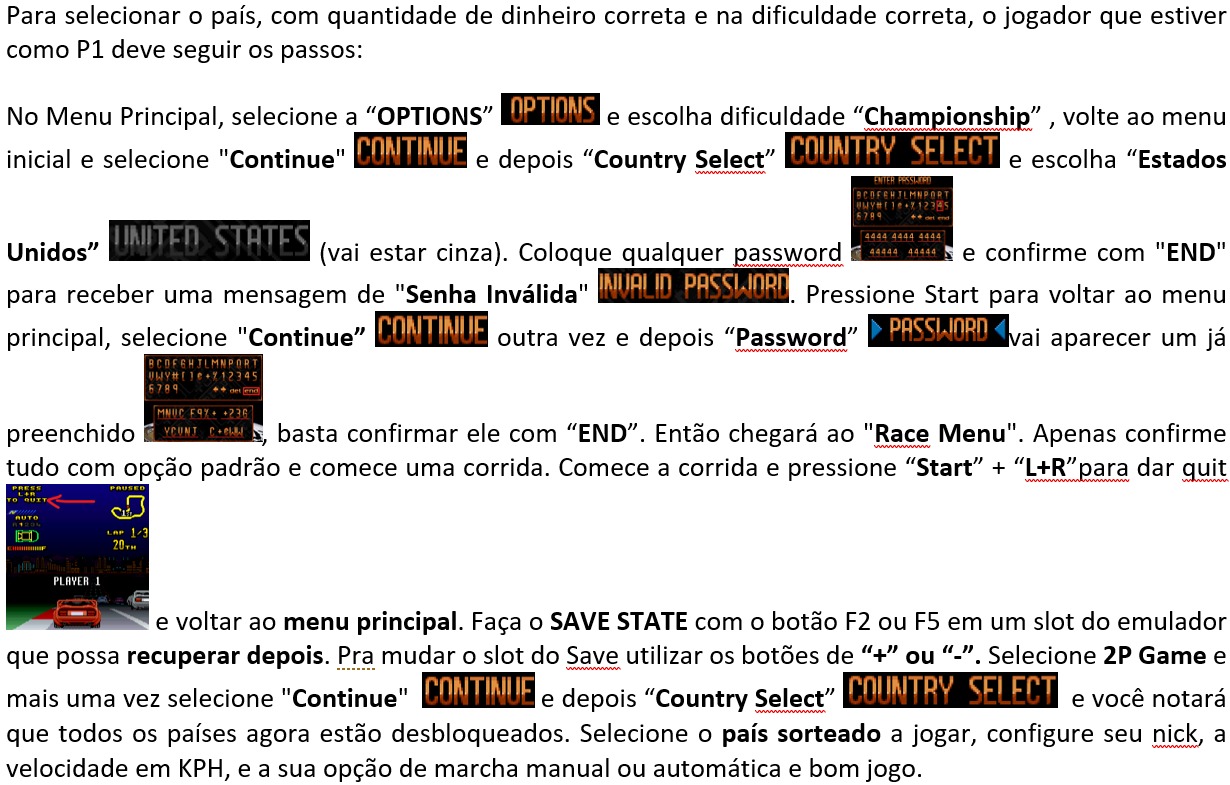 Para selecionar o país, com quantidade de dinheiro correta e na dificuldade correta, o jogador que estiver
como P1 deve seguir os passos:
No Menu Principal, selecione a “OPTIONS” OPTIONS e escolha dificuldade “Championship” , volte ao menu
inicial e selecione "Continue" CONTINUE e depois “Country Select” COUNTRY SELECT e escolha “Estados
ENTER PASSWORD
BCDFGHJLMNPQRT
VWY#[]@+%12345
6789 del end
4444 4444 4444
44444 44444
Unidos” UNITED STATES (vai estar cinza). Coloque qualquer password e confirme com "END"
para receber uma mensagem de "Senha Inválida" INVALID PASSWORD. Pressione Start para voltar ao menu
principal, selecione "Continue” CONTINUE outra vez e depois “Password” PASSWORD vai aparecer um já
BCDFGHJLMNPQRT
VWY#[]@+%12345
6789 del end
MNVC F9%+ +23G
preenchido , basta confirmar ele com “END”. Então chegará ao "Race Menu". Apenas confirme
tudo com opção padrão e comece uma corrida. Comece a corrida e pressione “Start” + “L+R”para dar quit
PRESS PAUSED
L+R
TO QUIT
AUTO
LAP 1/3
20TH
PLAYER 1
e voltar ao menu principal. Faça o SAVE STATE com o botão F2 ou F5 em um slot do emulador
que possa recuperar depois. Pra mudar o slot do Save utilizar os botões de “+” ou “-”. Selecione 2P Game e
mais uma vez selecione "Continue" CONTINUE e depois “Country Select” COUNTRY SELECT e você notará
que todos os países agora estão desbloqueados. Selecione o país sorteado a jogar, configure seu nick, a
velocidade em KPH, e a sua opção de marcha manual ou automática e bom jogo.